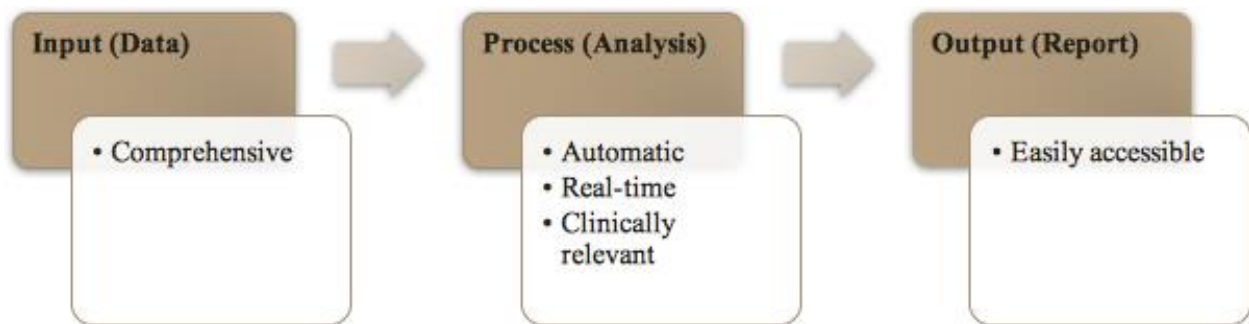 Input (Data)
• Comprehensive
Process (Analysis)
• Automatic
• Real-time
• Clinically
relevant
Output (Report)
• Easily accessible